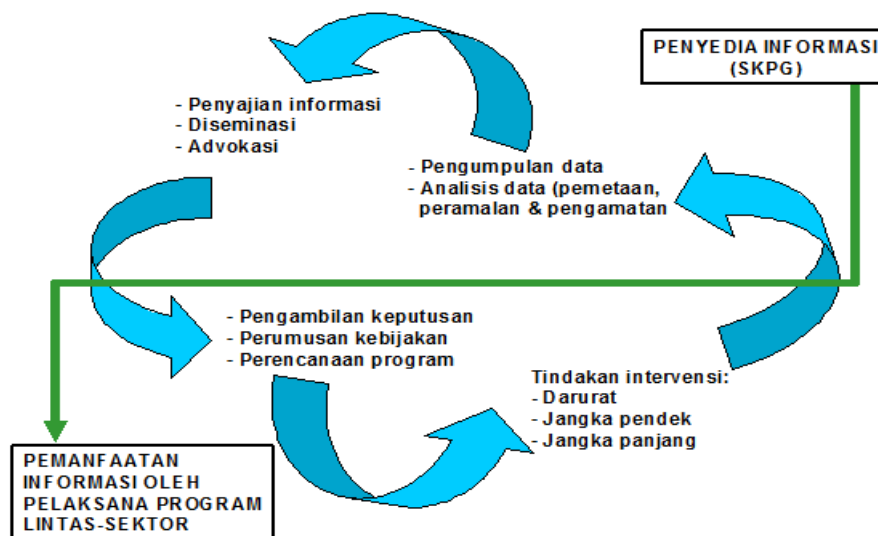 PENYEDIA INFORMASI
(SKPG)
- Penyajian informasi
- Diseminasi
- Advokasi
- Pengumpulan data
- Analisis data (pemetaan,
peramalan & pengamatan
- Pengambilan keputusan
- Perumusan kebijakan
- Perencanaan program
Tindakan intervensi:
- Darurat
- Jangka pendek
- Jangka panjang
PEMANFAATAN
INFORMASI OLEH
PELAKSANA PROGRAM
LINTAS-SEKTOR